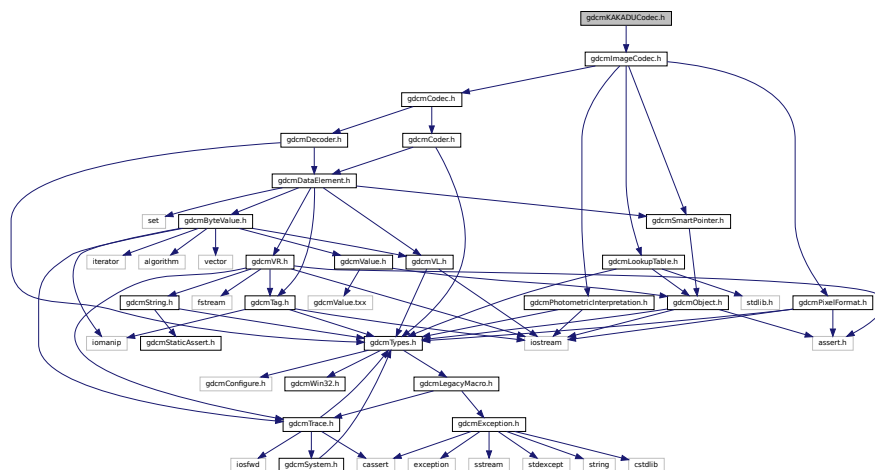 gdcmKAKADUCodec.h
gdcmImageCodec.h
gdcmCodec.h
gdcmDecoder.h
gdcmCoder.h
gdcmDataElement.h
set
gdcmByteValue.h
gdcmSmartPointer.h
iterator
algorithm
vector
gdcmVR.h
gdcmValue.h
gdcmVL.h
gdcmLookupTable.h
gdcmString.h
fstream
gdcmTag.h
gdcmValue.txx
gdcmPhotometricInterpretation.h
gdcmObject.h
stdlib.h
gdcmPixelFormat.h
iomanip
gdcmStaticAssert.h
gdcmTypes.h
iostream
assert.h
gdcmConfigure.h
gdcmWin32.h
gdcmLegacyMacro.h
gdcmTrace.h
gdcmException.h
iosfwd
gdcmSystem.h
cassert
exception
sstream
stdexcept
string
cstdlib